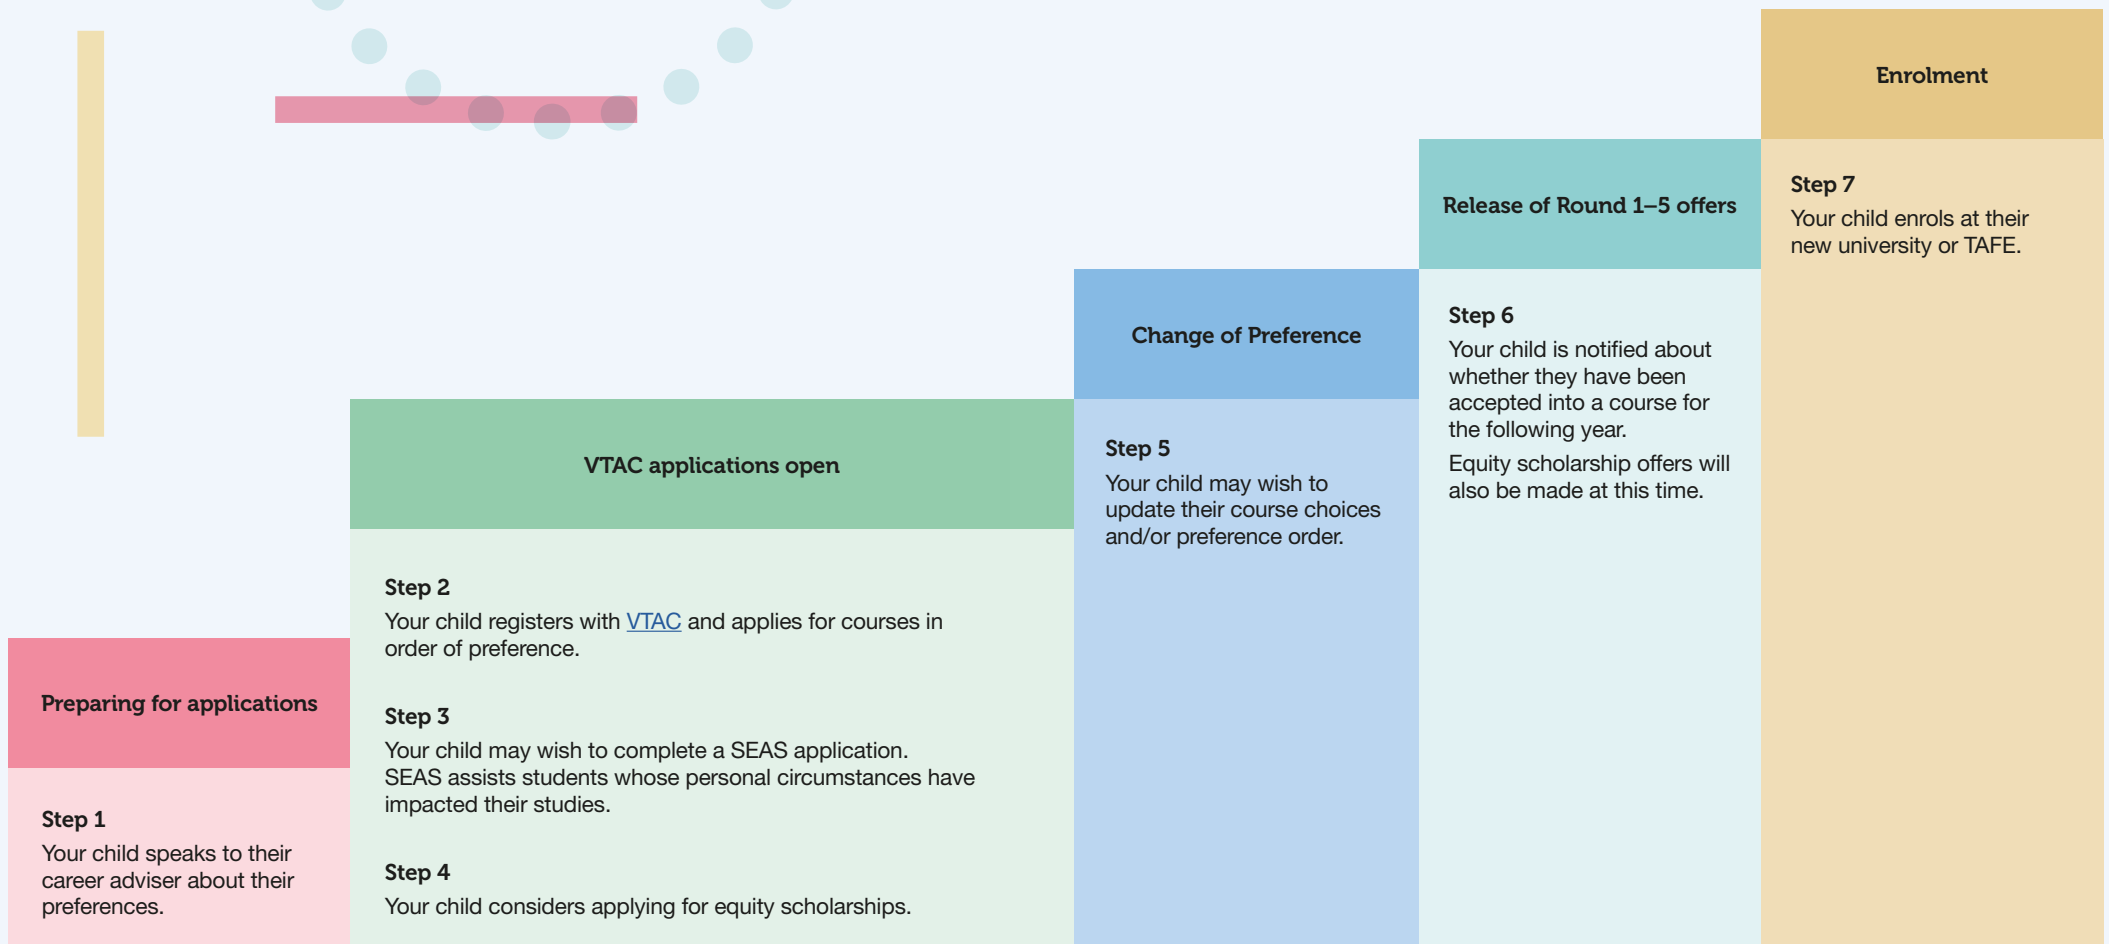 Preparing for applications
Step 1
Your child speaks to their
career adviser about their
preferences.
VTAC applications open
Step 2
Your child registers with VTAC and applies for courses in
order of preference.
Step 3
Your child may wish to complete a SEAS application.
SEAS assists students whose personal circumstances have
impacted their studies.
Step 4
Your child considers applying for equity scholarships.
Change of Preference
Step 5
Your child may wish to
update their course choices
and/or preference order.
Release of Round 1–5 offers
Step 6
Your child is notified about
whether they have been
accepted into a course for
the following year.
Equity scholarship offers will
also be made at this time.
Enrolment
Step 7
Your child enrols at their
new university or TAFE.